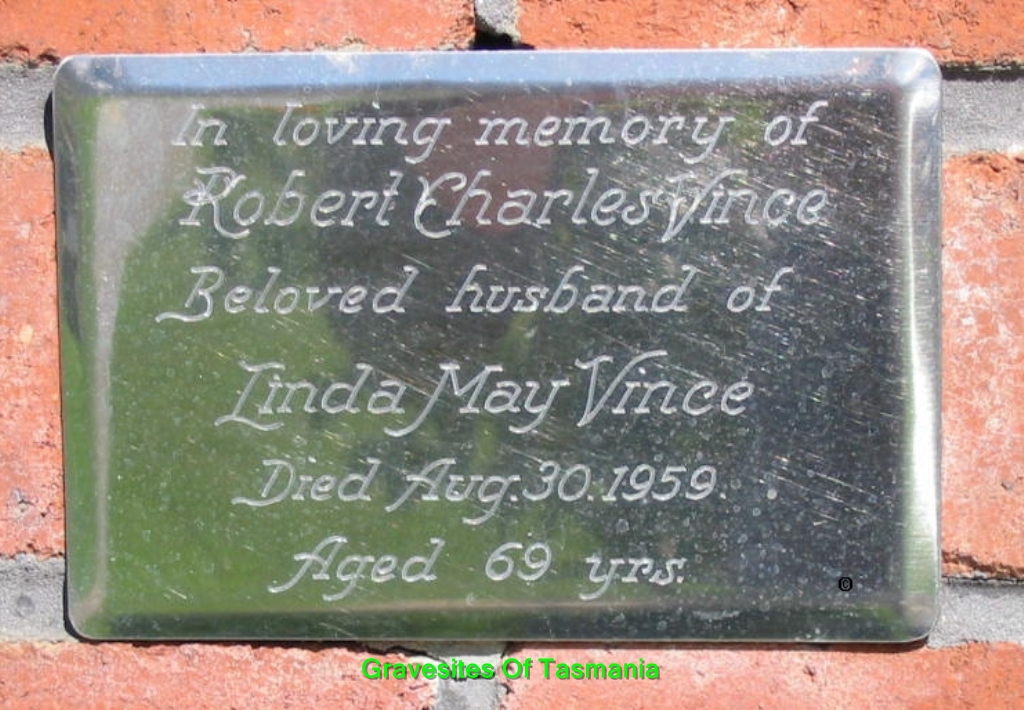 In loving memory of
Robert Charles Vince
Beloved husband of
Linda May Vince
Died Aug. 30. 1959.
Aged 69 yrs.
©
Gravesites Of Tasmania